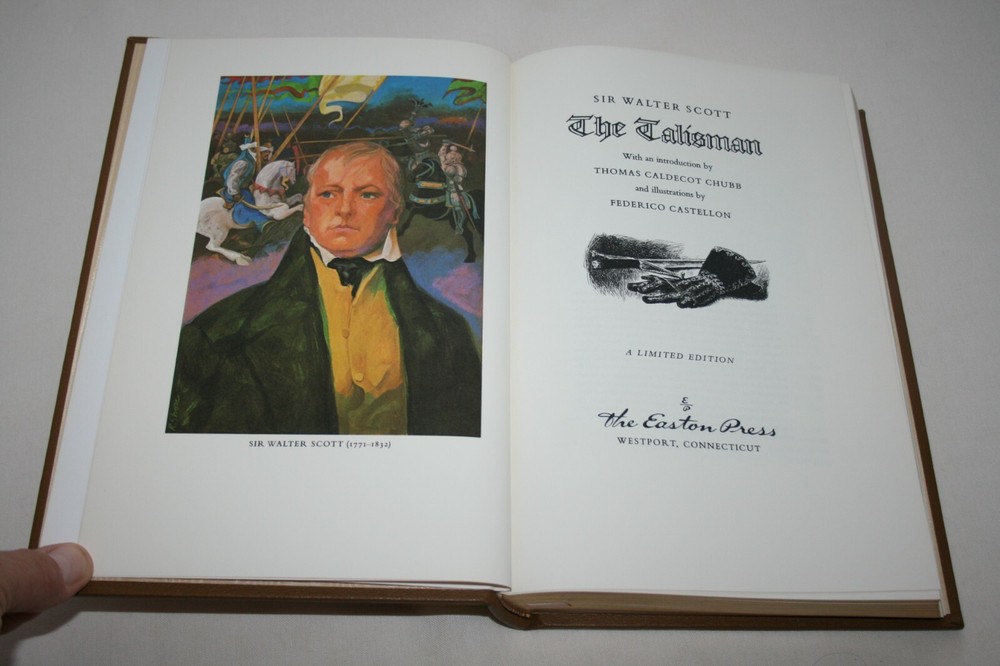 SIR WALTER SCOTT (1771-1832)
SIR WALTER SCOTT
The Talisman
With an introduction by
THOMAS CALDECOT CHUBB
and illustrations by
FEDERICO CASTELLON
A LIMITED EDITION
E
P
the Easton Press
WESTPORT, CONNECTICUT